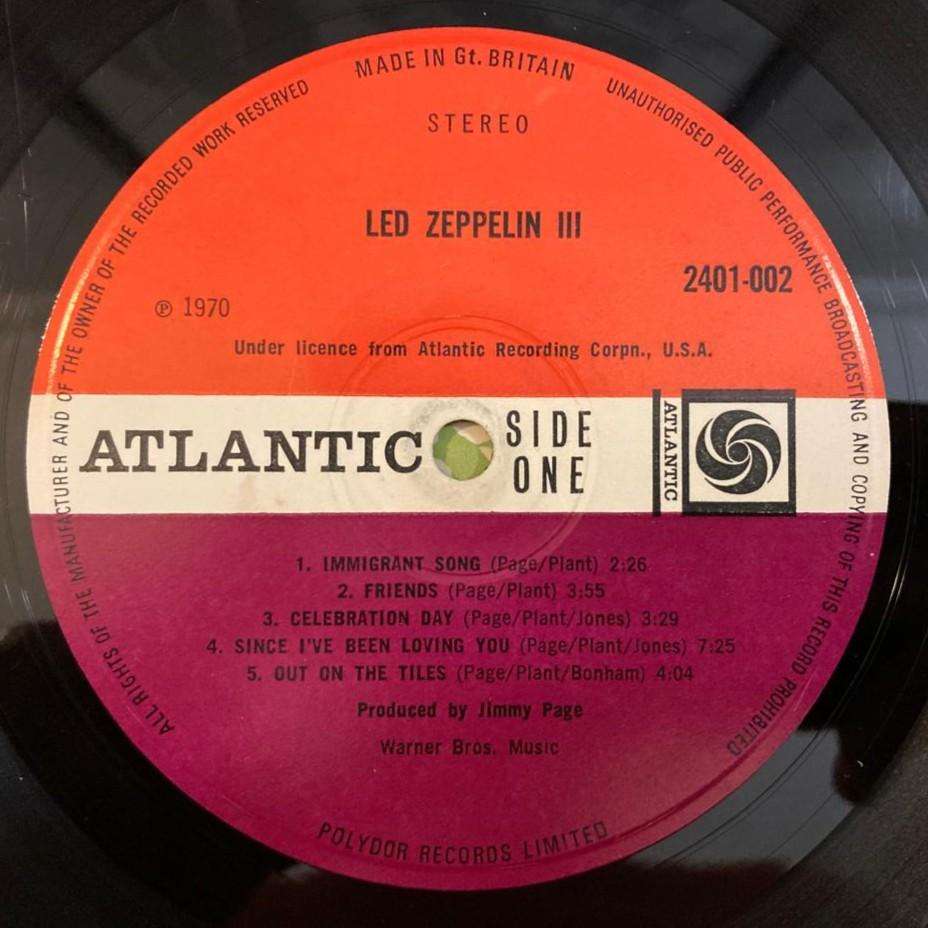 MADE IN Gt. BRITAIN
UNAUTHORISED PUBLIC PERFORMANCE BROADCASTING AND COPYING OF THIS RECORD PROHIBITED
ALL RIGHTS OF THE MANUFACTURER AND OF THE OWNER OF THE RECORDED WORK RESERVED
STEREO
LED ZEPPELIN III
2401-002
℗ 1970
Under licence from Atlantic Recording Corpn., U.S.A.
ATLANTIC
SIDE
ONE
ATLANTIC
1. IMMIGRANT SONG (Page/Plant) 2:26
2. FRIENDS (Page/Plant) 3:55
3. CELEBRATION DAY (Page/Plant/Jones) 3:29
4. SINCE I'VE BEEN LOVING YOU (Page/Plant/Jones) 7:25
5. OUT ON THE TILES (Page/Plant/Bonham) 4:04
Produced by Jimmy Page
Warner Bros. Music
POLYDOR RECORDS LIMITED